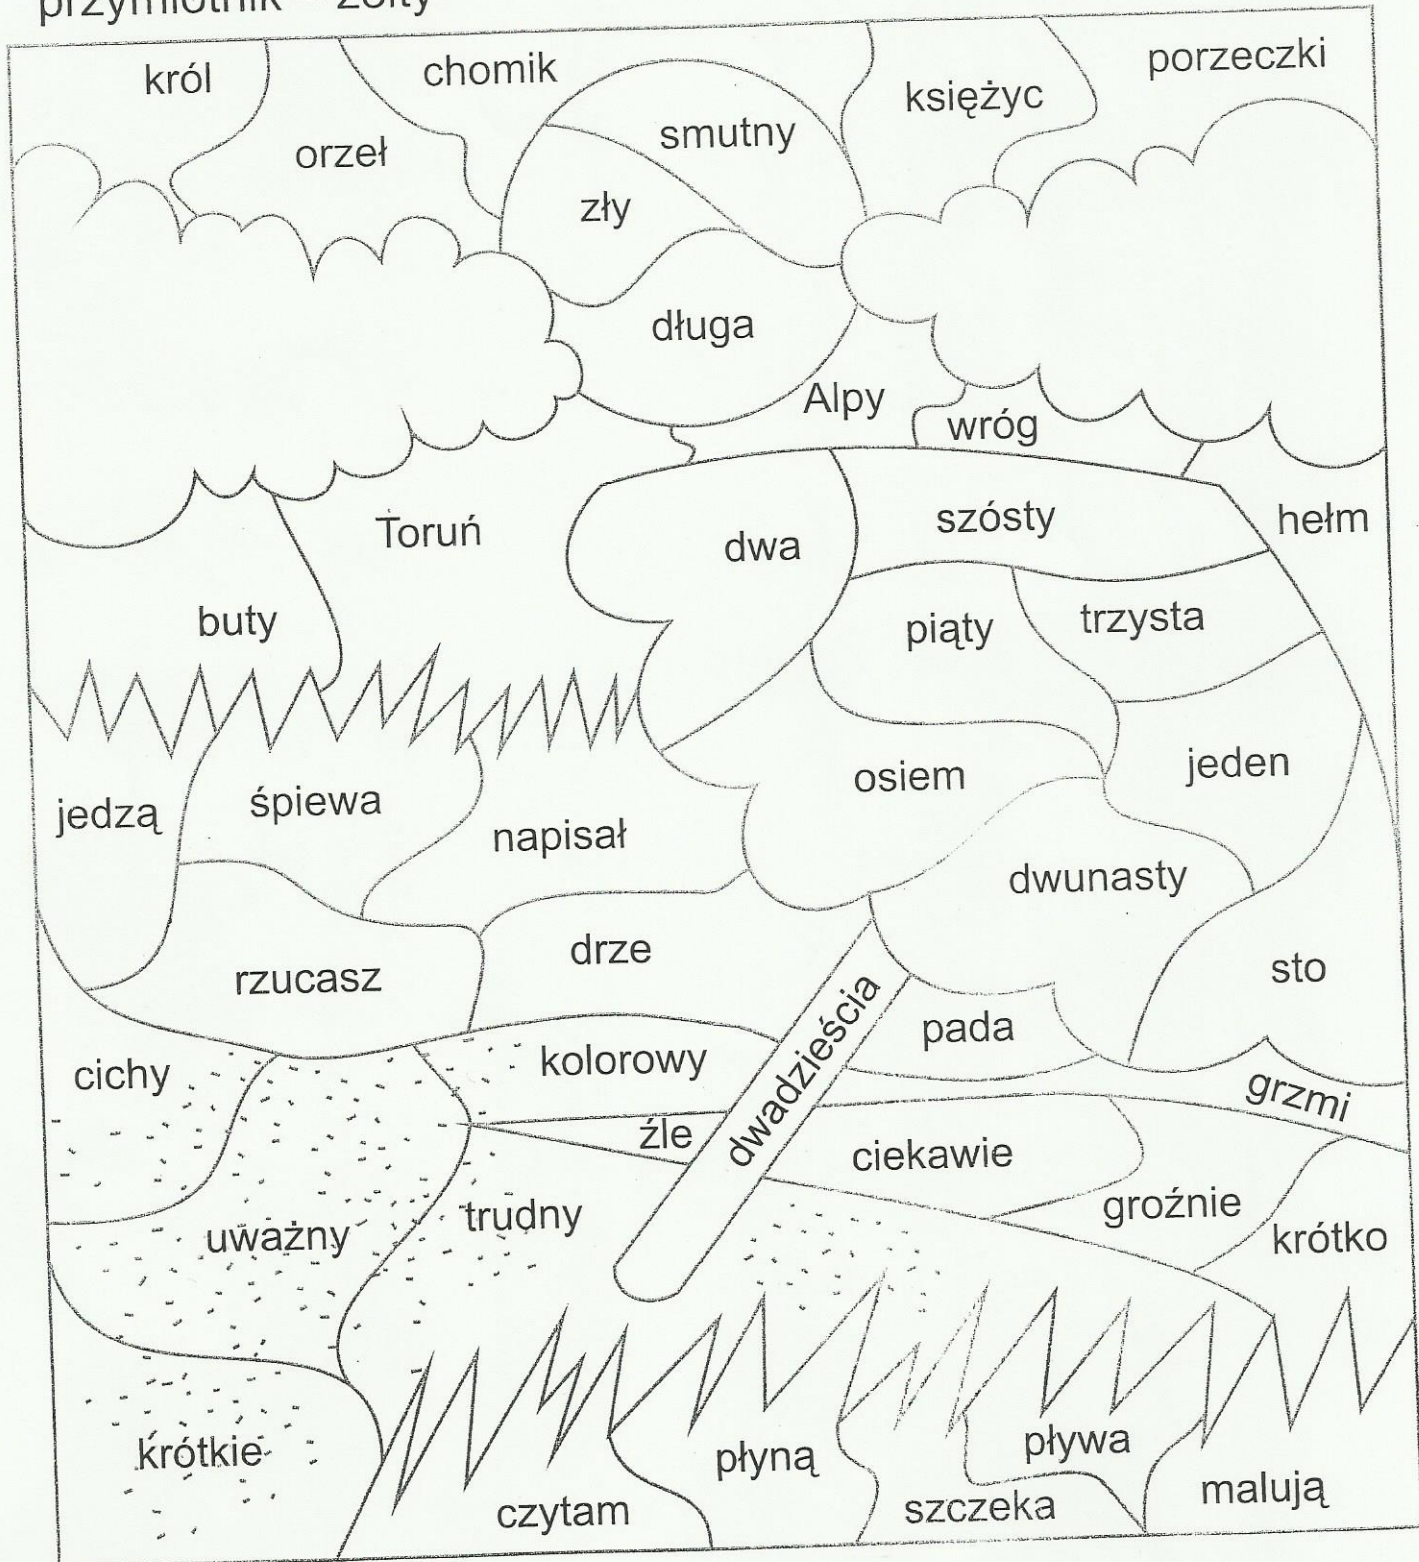 przymiotnik – żółty
król
chomik
księżyc
porzeczki
orzeł
smutny
zły
długa
Alpy
wróg
Toruń
dwa
szósty
hełm
buty
piąty
trzysta
jedzą
śpiewa
napisał
osiem
jeden
dwunasty
rzucasz
drze
sto
dwadzieścia
pada
cichy
kolorowy
grzmi
źle
ciekawie
uważny
trudny
groźnie
krótko
krótkie
czytam
płyną
pływa
szczeka
malują